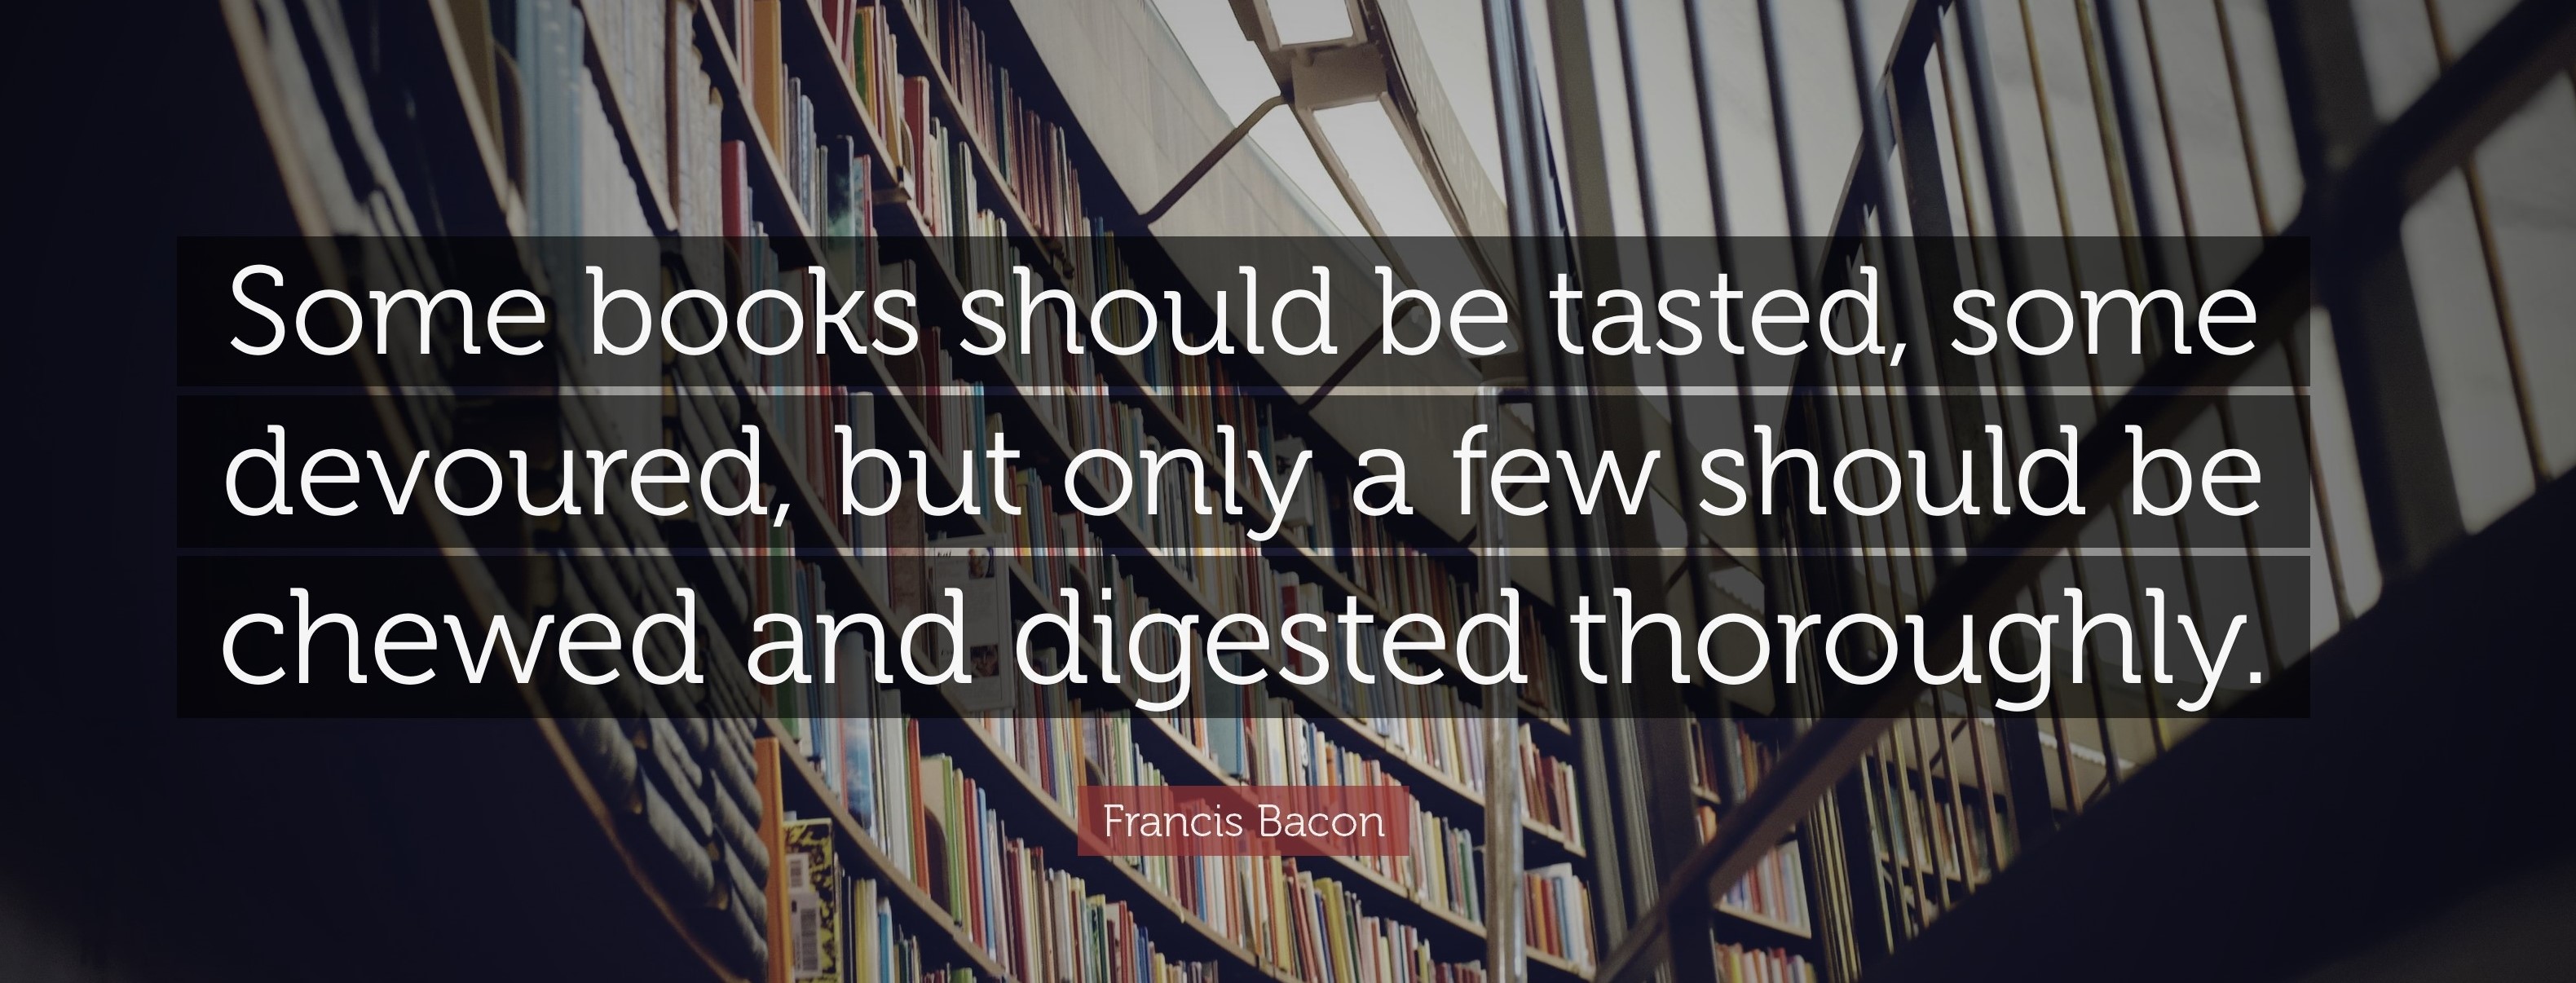 Some books should be tasted, some
devoured, but only a few should be
chewed and digested thoroughly.
Francis Bacon